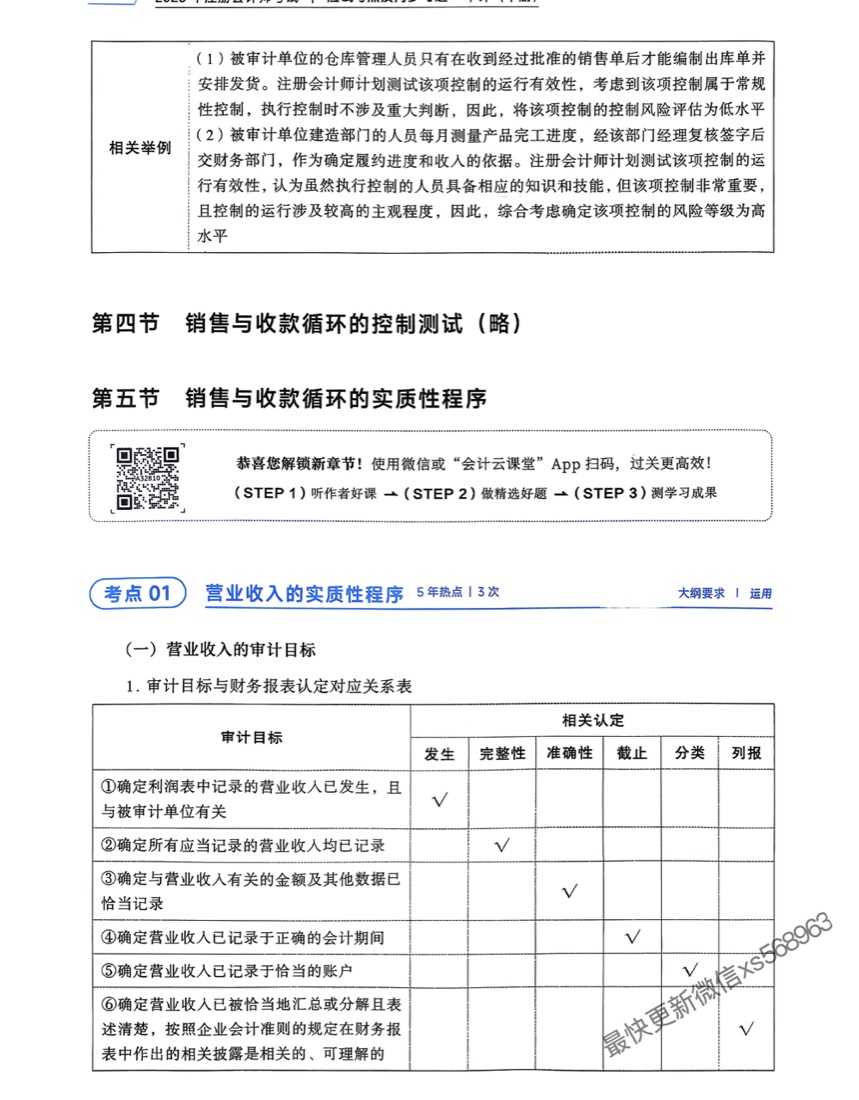 (1)被审计单位的仓库管理人员只有在收到经过批准的销售单后才能编制出库单并
安排发货。注册会计师计划测试该项控制的运行有效性，考虑到该项控制属于常规
性控制，执行控制时不涉及重大判断，因此，将该项控制的控制风险评估为低水平
相关举例
(2)被审计单位建造部门的人员每月测量产品完工进度，经该部门经理复核签字后
交财务部门，作为确定履约进度和收入的依据。注册会计师计划测试该项控制的运
行有效性，认为虽然执行控制的人员具备相应的知识和技能，但该项控制非常重要，
且控制的运行涉及较高的主观程度，因此，综合考虑确定该项控制的风险等级为高
水平
第四节 销售与收款循环的控制测试（略）
第五节 销售与收款循环的实质性程序
A32810
恭喜您解锁新章节！使用微信或“会计云课堂”App 扫码，过关更高效！
(STEP 1) 听作者好课 → (STEP 2) 做精选好题 → (STEP 3) 测学习成果
考点 01 营业收入的实质性程序 5 年热点 | 3 次 大纲要求 | 运用
（一）营业收入的审计目标
1. 审计目标与财务报表认定对应关系表
审计目标 相关认定
发生 完整性 准确性 截止 分类 列报
①确定利润表中记录的营业收入已发生，且
与被审计单位有关 √
②确定所有应当记录的营业收入均已记录 √
③确定与营业收入有关的金额及其他数据已
恰当记录 √
④确定营业收入已记录于正确的会计期间 √
⑤确定营业收入已记录于恰当的账户 √
⑥确定营业收入已被恰当地汇总或分解且表
述清楚，按照企业会计准则的规定在财务报 √
表中作出的相关披露是相关的、可理解的
最快更新微信xs568963